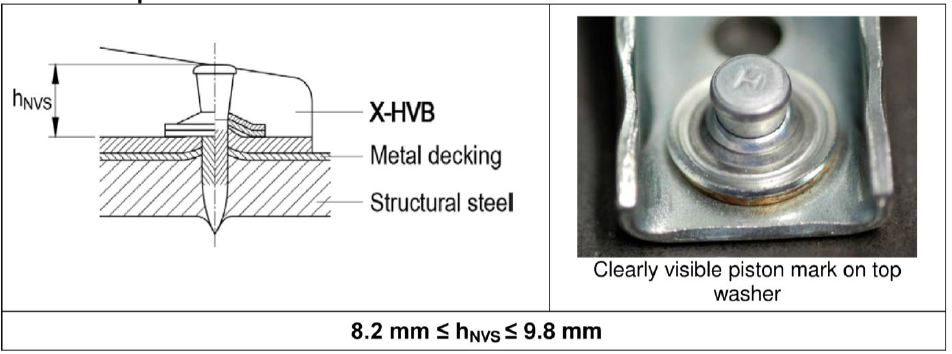 hNVS
X-HVB
Metal decking
Structural steel
H
Clearly visible piston mark on top
washer
8.2 mm ≤ hNVS ≤ 9.8 mm